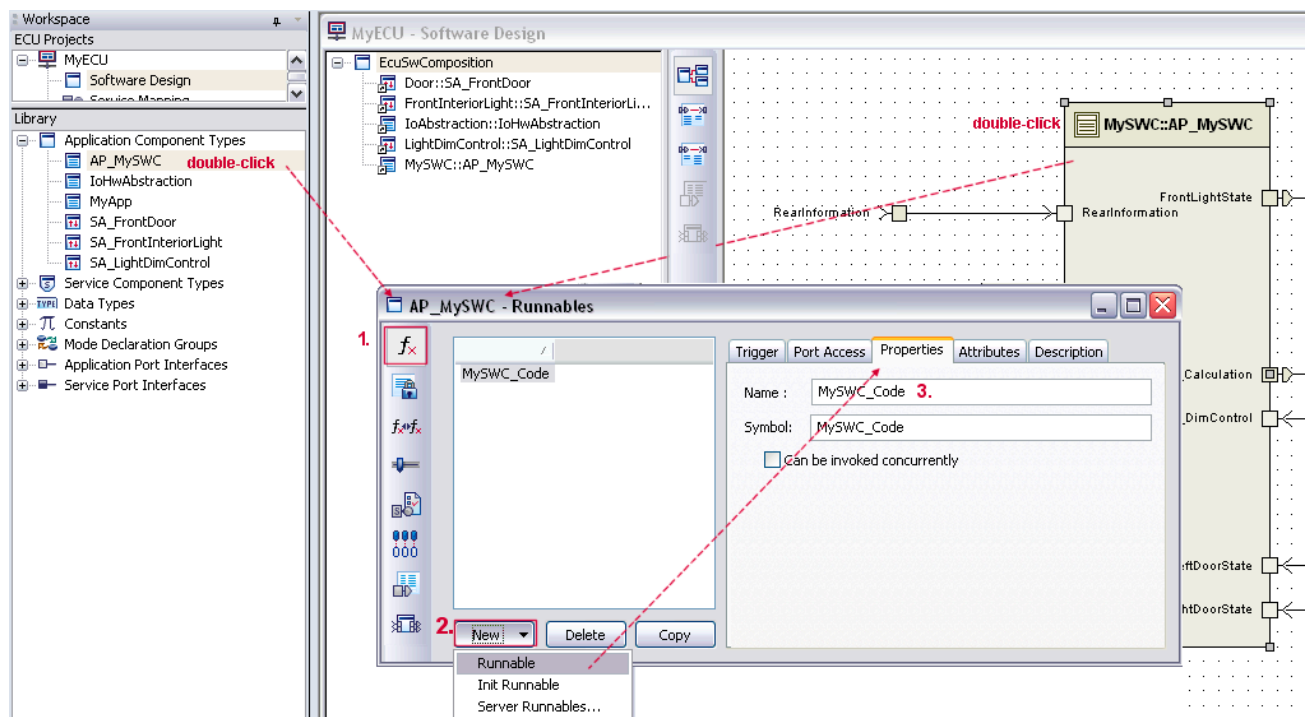 Workspace
ECU Projects
MyECU
Software Design
Service Mapping
Library
Application Component Types
AP_MySWC double-click
IoHwAbstraction
MyApp
SA_FrontDoor
SA_FrontInteriorLight
SA_LightDimControl
Service Component Types
Data Types
Constants
Mode Declaration Groups
Application Port Interfaces
Service Port Interfaces
MyECU - Software Design
EcuSwComposition
Door::SA_FrontDoor
FrontInteriorLight::SA_FrontInteriorLi...
IoAbstraction::IoHwAbstraction
LightDimControl::SA_LightDimControl
MySWC::AP_MySWC
double-click MySWC::AP_MySWC
FrontLightState
RearInformation RearInformation
_Calculation
_DimControl
ftDoorState
htDoorState
AP_MySWC - Runnables
1.
MySWC_Code
2. New Delete Copy
Runnable
Init Runnable
Server Runnables...
Trigger Port Access Properties Attributes Description
Name : MySWC_Code 3.
Symbol: MySWC_Code
Can be invoked concurrently